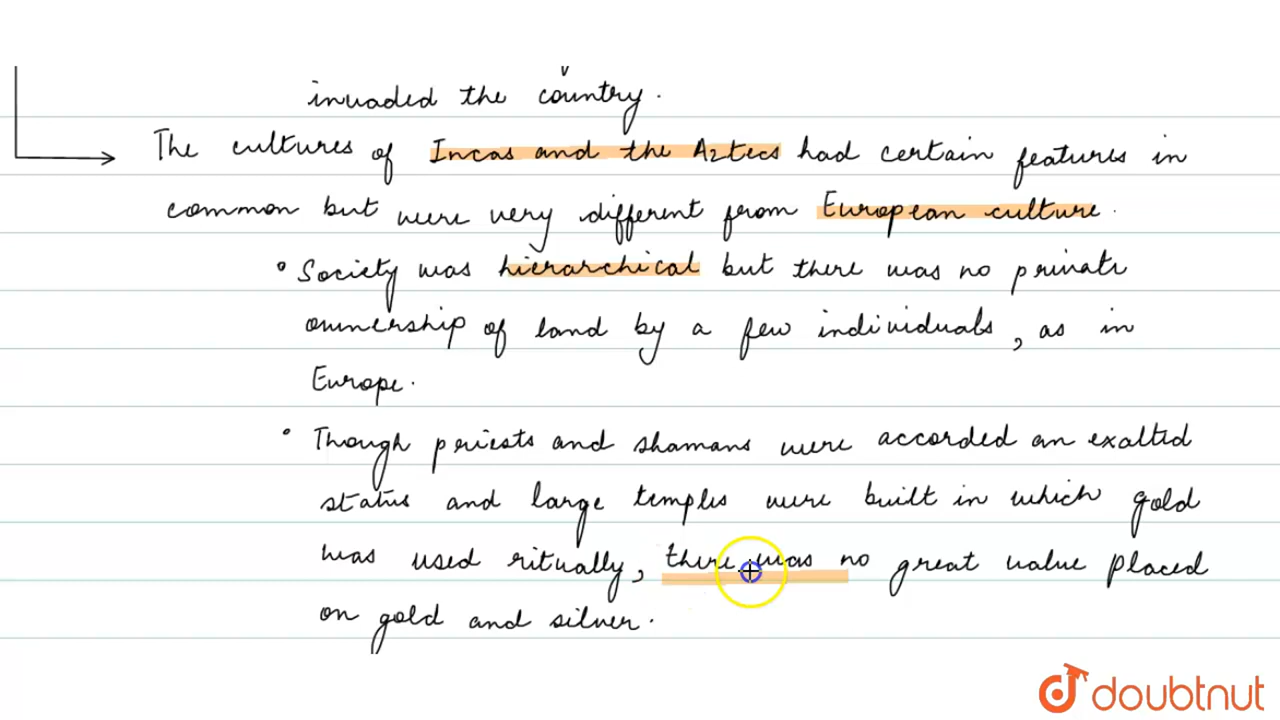 invaded the country.
The cultures of Incas and the Aztecs had certain features in
common but were very different from European culture.
• Society was hierarchical but there was no private
ownership of land by a few individuals, as in
Europe.
• Though priests and shamans were accorded an exalted
status and large temples were built in which gold
was used ritually, there was no great value placed
on gold and silver.
doubtnut